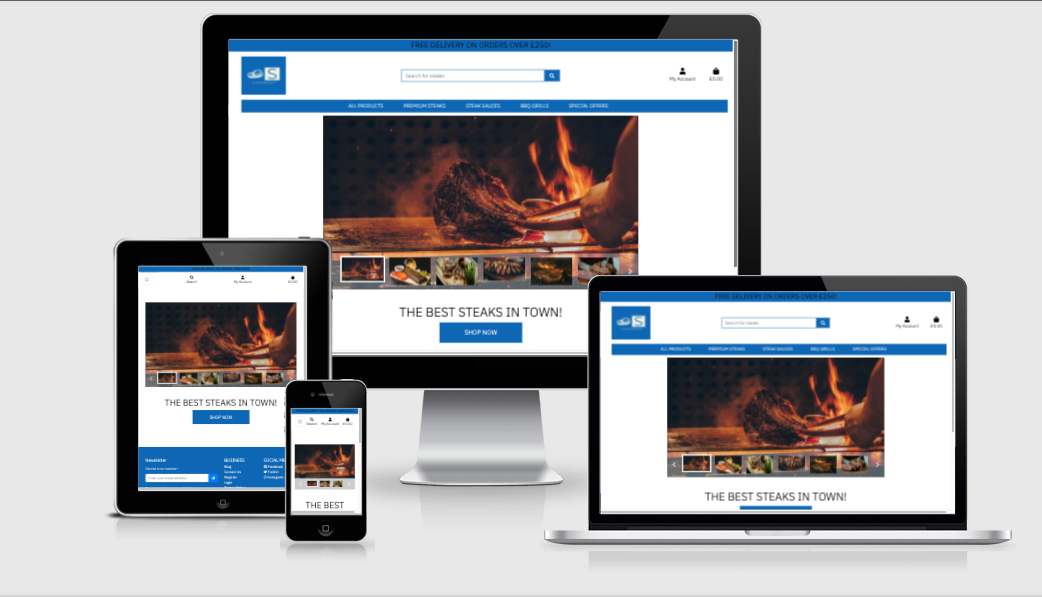 FREE DELIVERY ON ORDERS OVER £250!
S
Search for steaks
My Account
£0.00
ALL PRODUCTS PREMIUM STEAKS STEAK SAUCES BBQ GRILLS SPECIAL OFFERS
THE BEST STEAKS IN TOWN!
SHOP NOW
Search
My Account
£0.00
THE BEST STEAKS IN TOWN!
SHOP NOW
Newsletter
BUSINESS
Blog
Contact Us
Register
Login
SOCIAL ME
Facebook
Twitter
Instagram
Search My Account £0.00
THE BEST
FREE DELIVERY ON ORDERS OVER £250!
S
Search for steaks
My Account
£0.00
ALL PRODUCTS PREMIUM STEAKS STEAK SAUCES BBQ GRILLS SPECIAL OFFERS
THE BEST STEAKS IN TOWN!